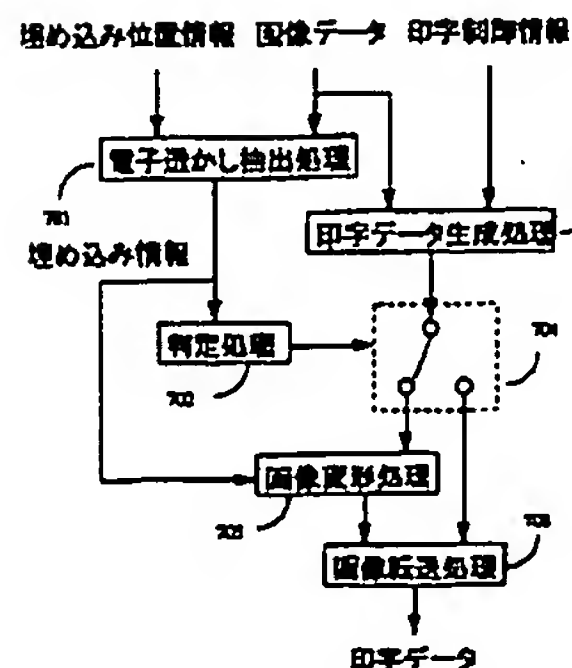 埋め込み位置情報 画像データ 印字制御情報
電子透かし抽出処理
701
印字データ生成処理
埋め込み情報
判定処理
704
702
画像変形処理
画像転送処理
印字データ